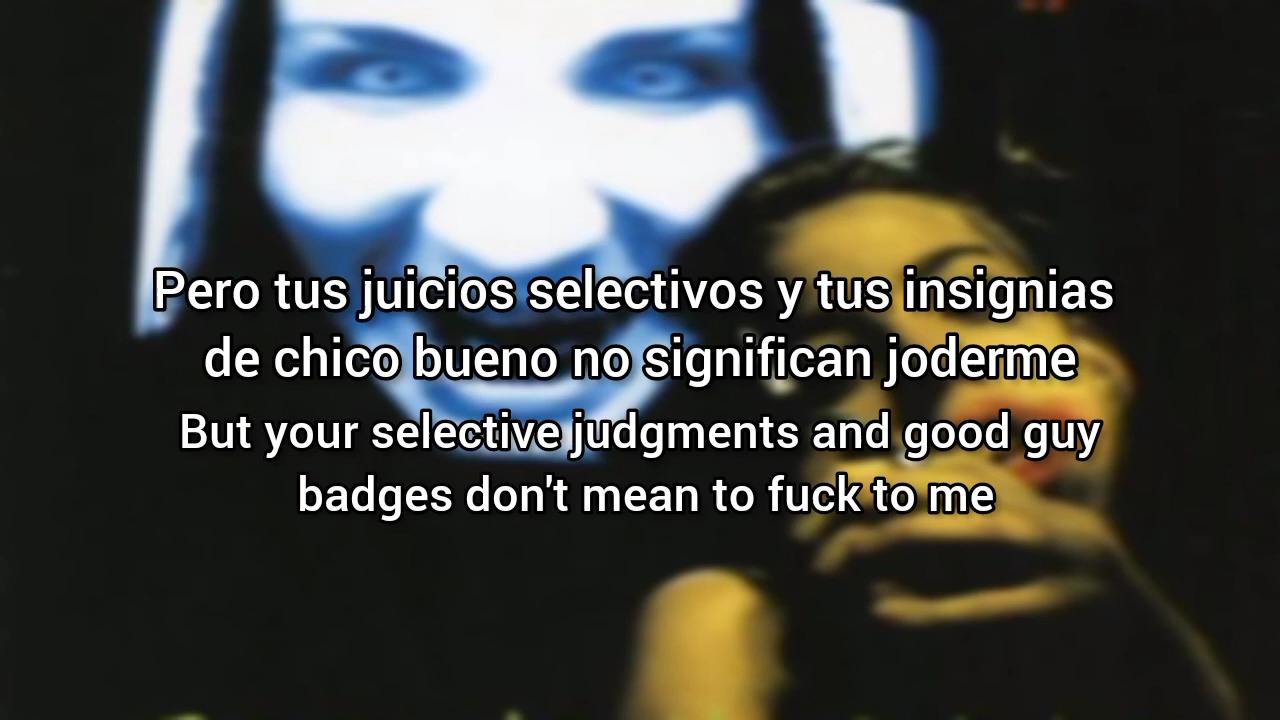 Pero tus juicios selectivos y tus insignias
de chico bueno no significan joderme
But your selective judgments and good guy
badges don't mean to fuck to me